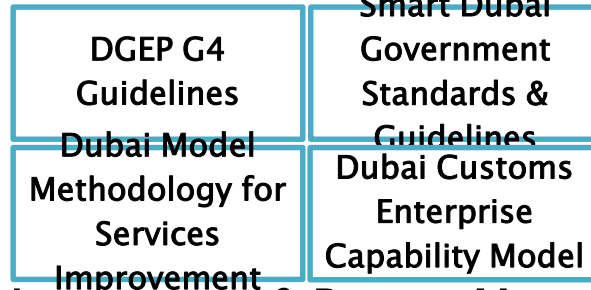 DGEP G4
Guidelines
Smart Dubai
Government
Standards &
Guidelines
Dubai Model
Methodology for
Services
Improvement
Dubai Customs
Enterprise
Capability Model